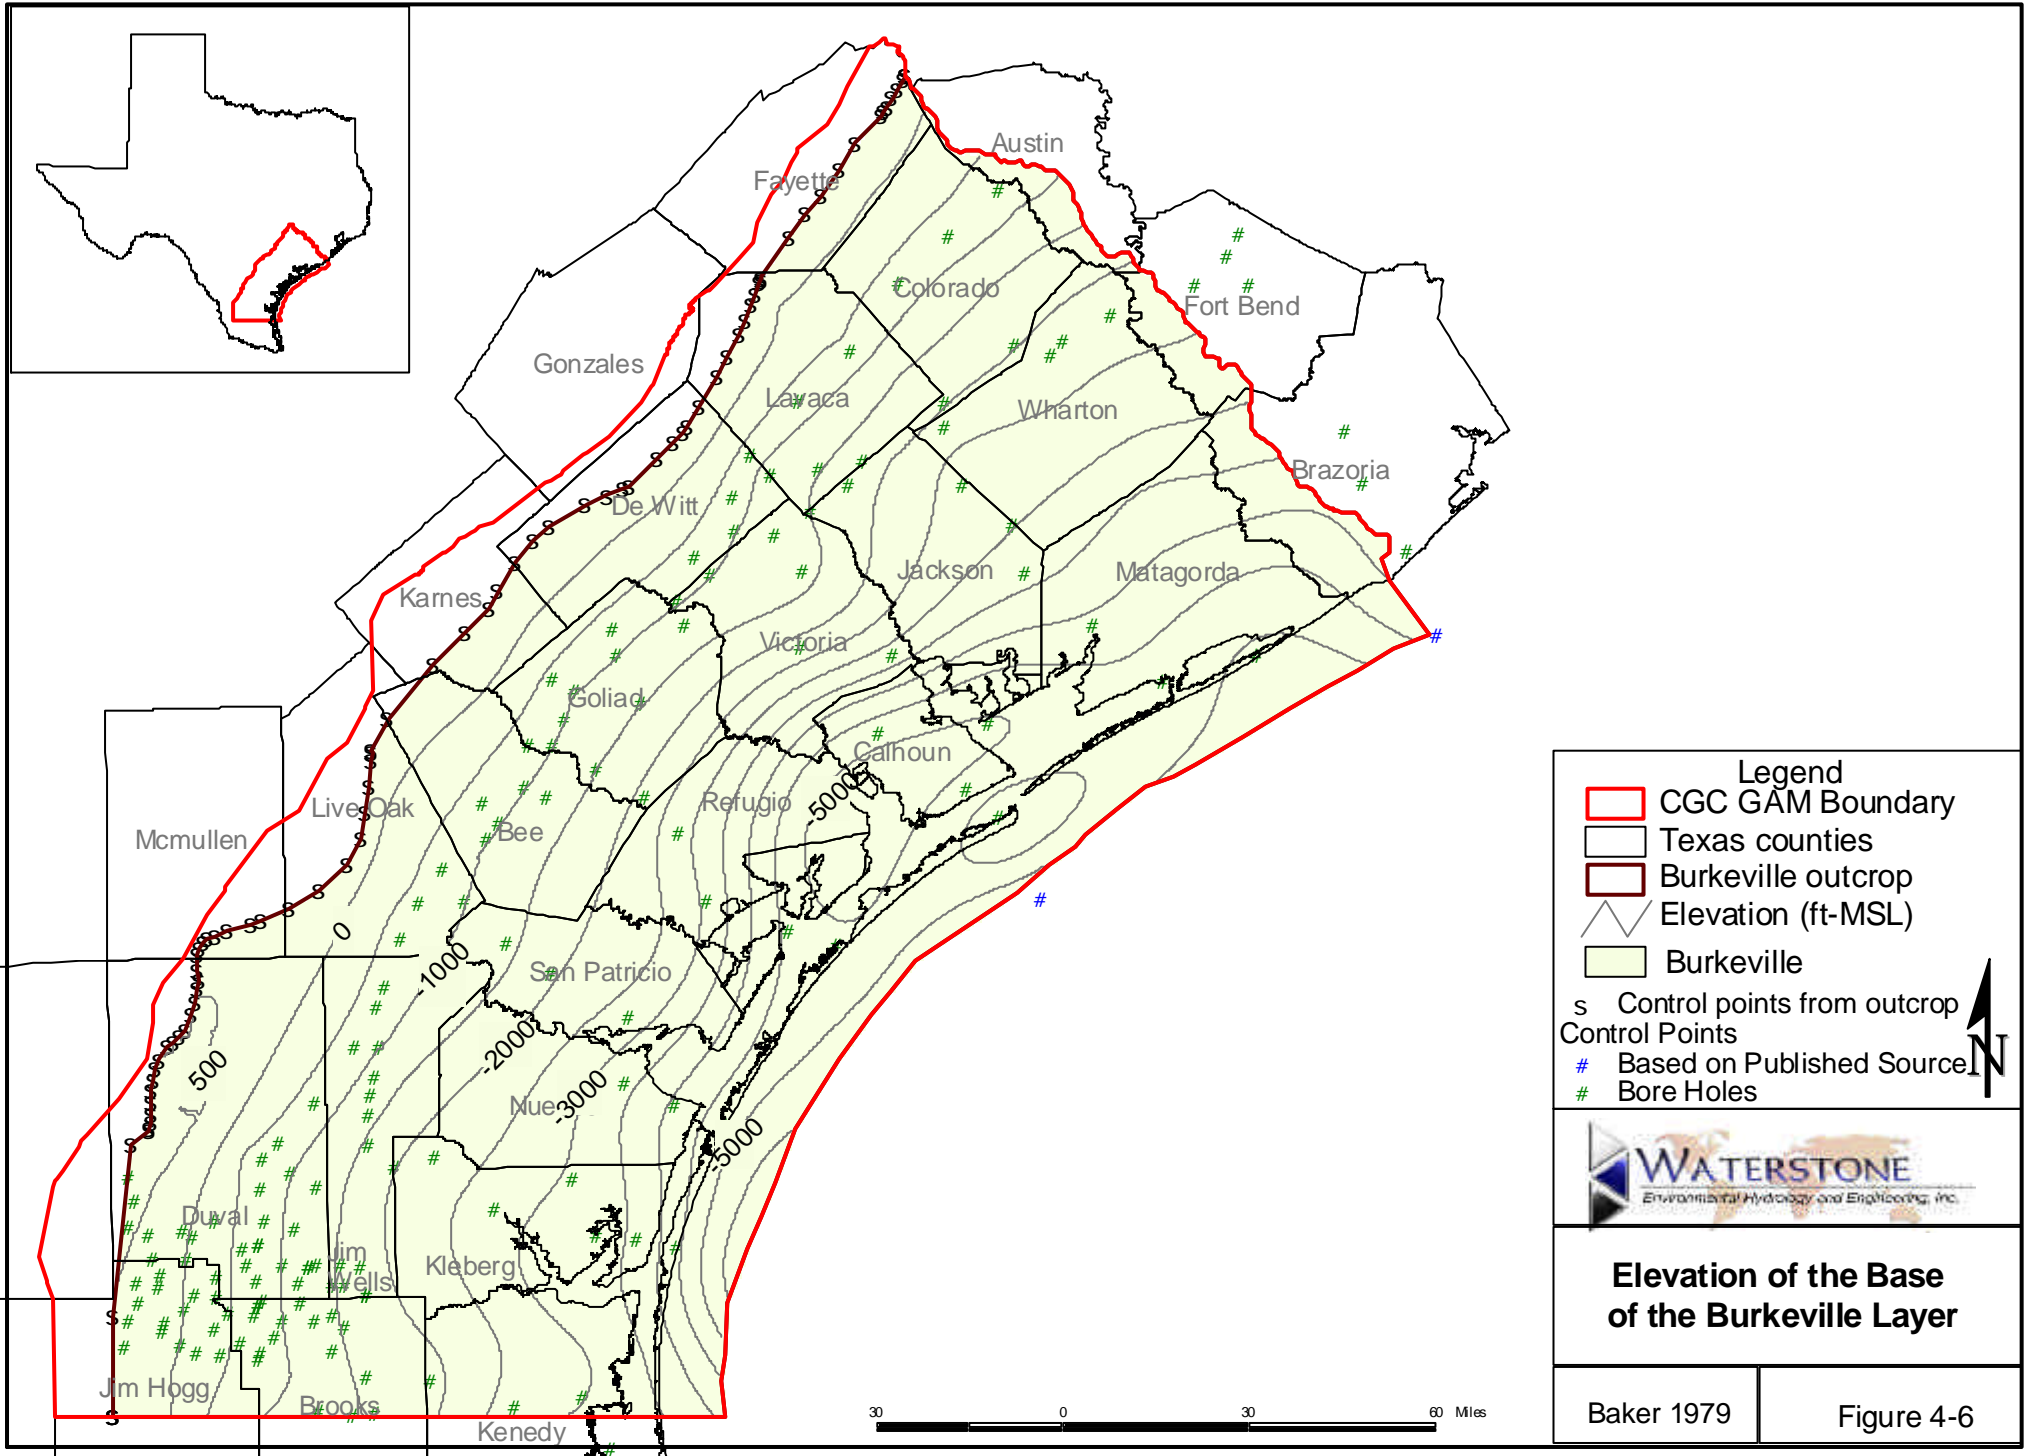 Austin
Fayette
Colorado
Fort Bend
Gonzales
Lavaca
Wharton
Brazoria
De Witt
Jackson
Matagorda
Karnes
Victoria
Goliad
Calhoun
-5000
Refugio
Live Oak
Mcmullen
Bee
0
-1000
San Patricio
-2000
500
-3000
Nue
-5000
Duval
Jim
Wells
Kleberg
Jim Hogg
Brooks
Kenedy
30 0 30 60 Miles
Legend
CGC GAM Boundary
Texas counties
Burkeville outcrop
Elevation (ft-MSL)
Burkeville
s Control points from outcrop
Control Points
# Based on Published Source
# Bore Holes
N
WATERSTONE
Environmental Hydrology and Engineering, Inc.
Elevation of the Base
of the Burkeville Layer
Baker 1979
Figure 4-6